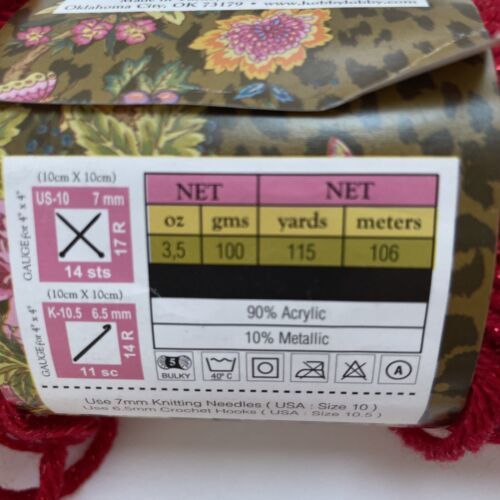 Oklahoma City, OK 73179 • www.hobbylobby.com
(10cm X 10cm)
US-10 7 mm
GAUGE for 4" x 4"
17 R
14 sts
(10cm X 10cm)
K-10.5 6.5 mm
GAUGE for 4" x 4"
14 R
11 sc
NET NET
oz gms yards meters
3,5 100 115 106
90% Acrylic
10% Metallic
5
BULKY
40° C
A
Use 7mm Knitting Needles ( USA : Size 10 )
Use 6.5mm Crochet Hooks ( USA : Size 10.5 )